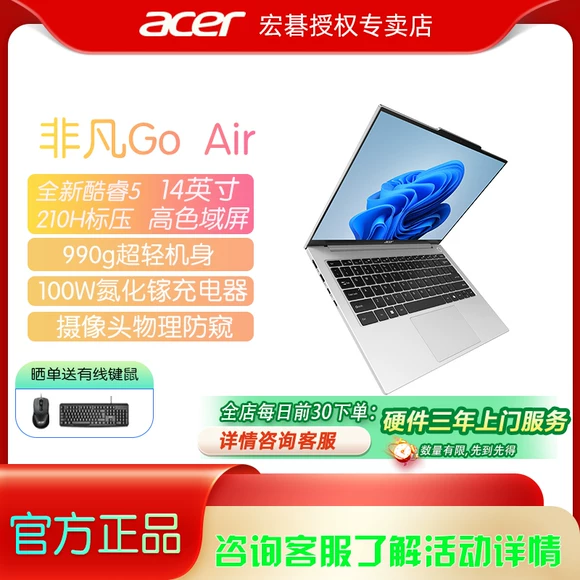 acer 宏碁授权专卖店
非凡Go Air
全新酷睿5 14英寸
210H标压 高色域屏
990g超轻机身
100W氮化镓充电器
摄像头物理防窥
晒单送有线键鼠
全店每日前30下单:
硬件三年上门服务
详情咨询客服
数量有限,先到先得
官方正品
咨询客服了解活动详情